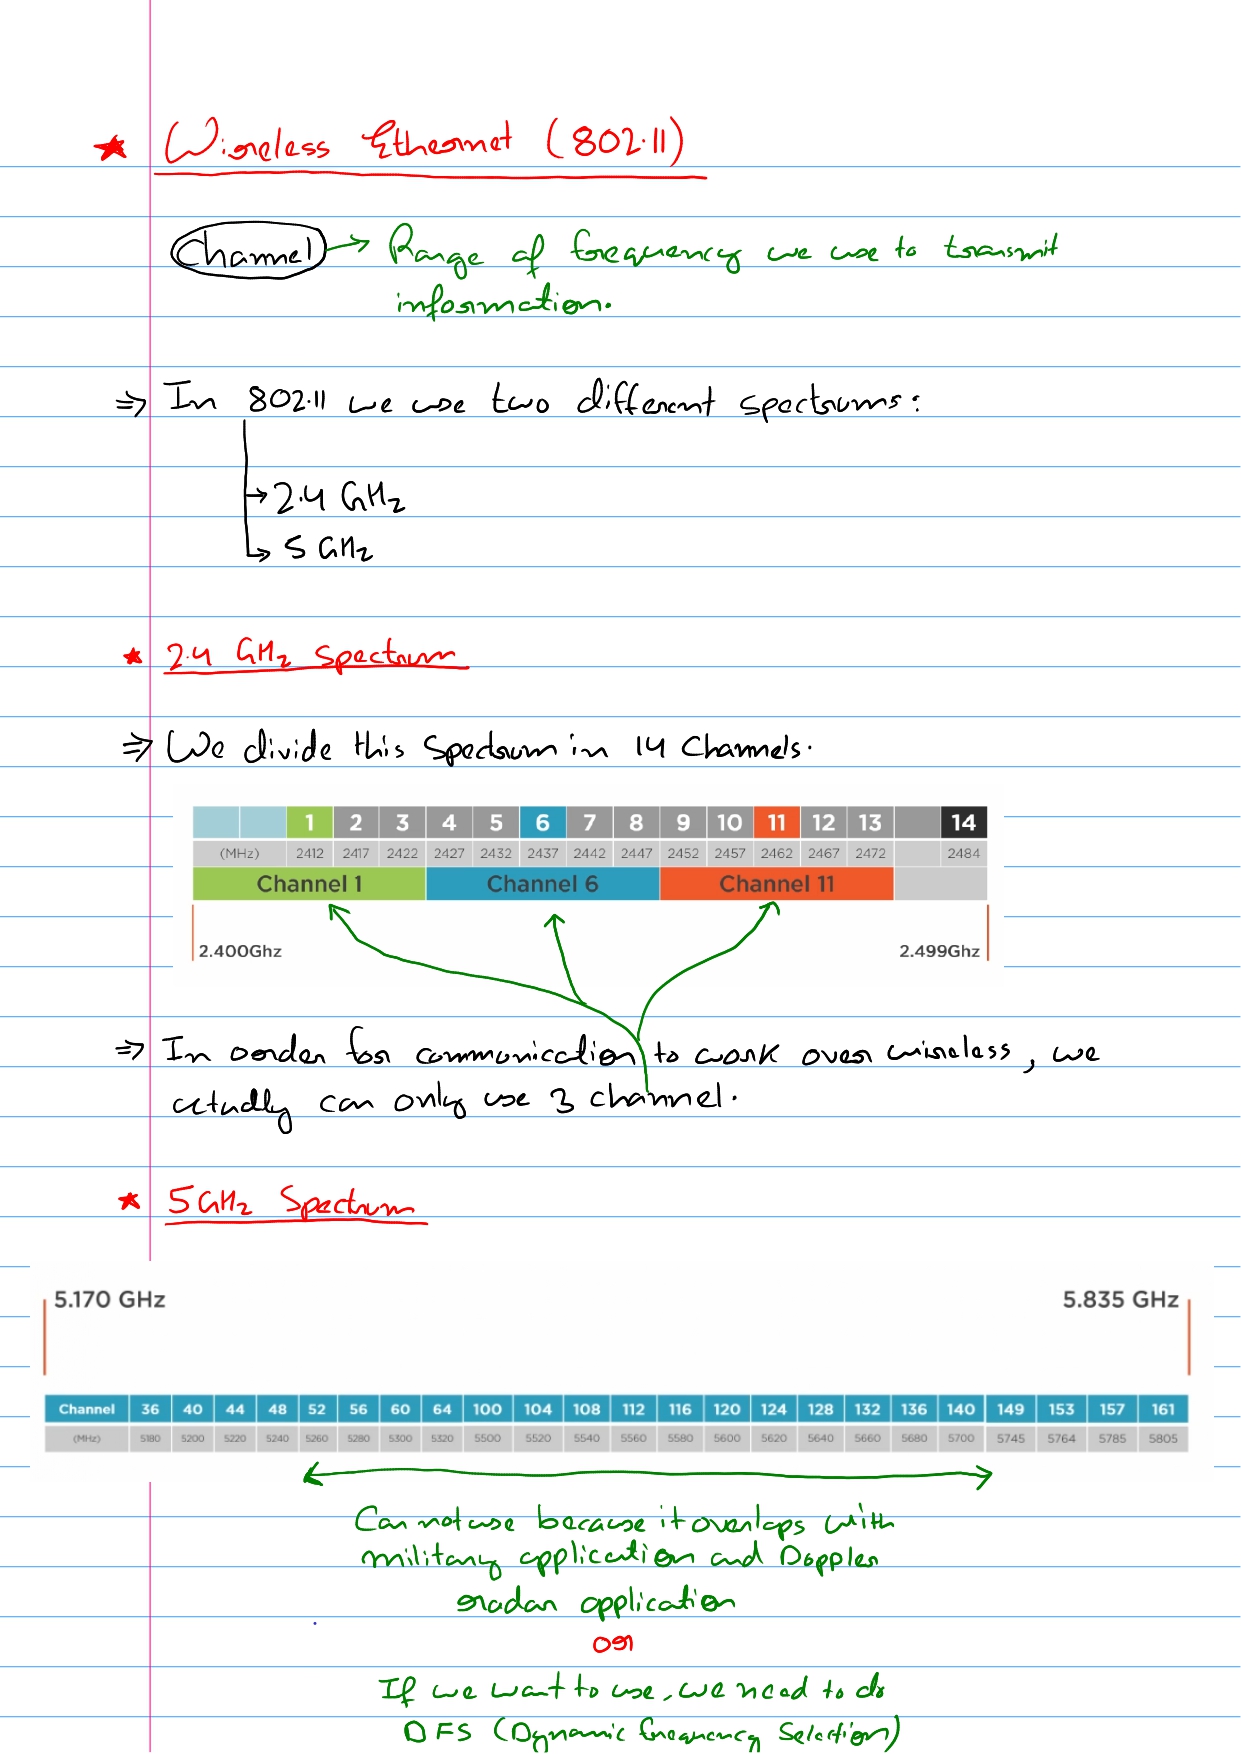 ★ Wireless Ethernet (802.11)
Channel → Range of frequency we use to transmit
information.
⇒ In 802.11 we use two different spectrums:
→ 2.4 GHz
→ 5 GHz
★ 2.4 GHz Spectrum
⇒ We divide this Spectrum in 14 Channels.
1 2 3 4 5 6 7 8 9 10 11 12 13 14
(MHz) 2412 2417 2422 2427 2432 2437 2442 2447 2452 2457 2462 2467 2472 2484
Channel 1 Channel 6 Channel 11
2.400Ghz 2.499Ghz
⇒ In order for communication to work over wireless, we
actually can only use 3 channel.
★ 5 GHz Spectrum
5.170 GHz 5.835 GHz
Channel 36 40 44 48 52 56 60 64 100 104 108 112 116 120 124 128 132 136 140 149 153 157 161
(MHz) 5180 5200 5220 5240 5260 5280 5300 5320 5500 5520 5540 5560 5580 5600 5620 5640 5660 5680 5700 5745 5764 5785 5805
Can not use because it overlaps with
military application and Doppler
radar application
or
If we want to use, we need to do
DFS (Dynamic frequency Selection)